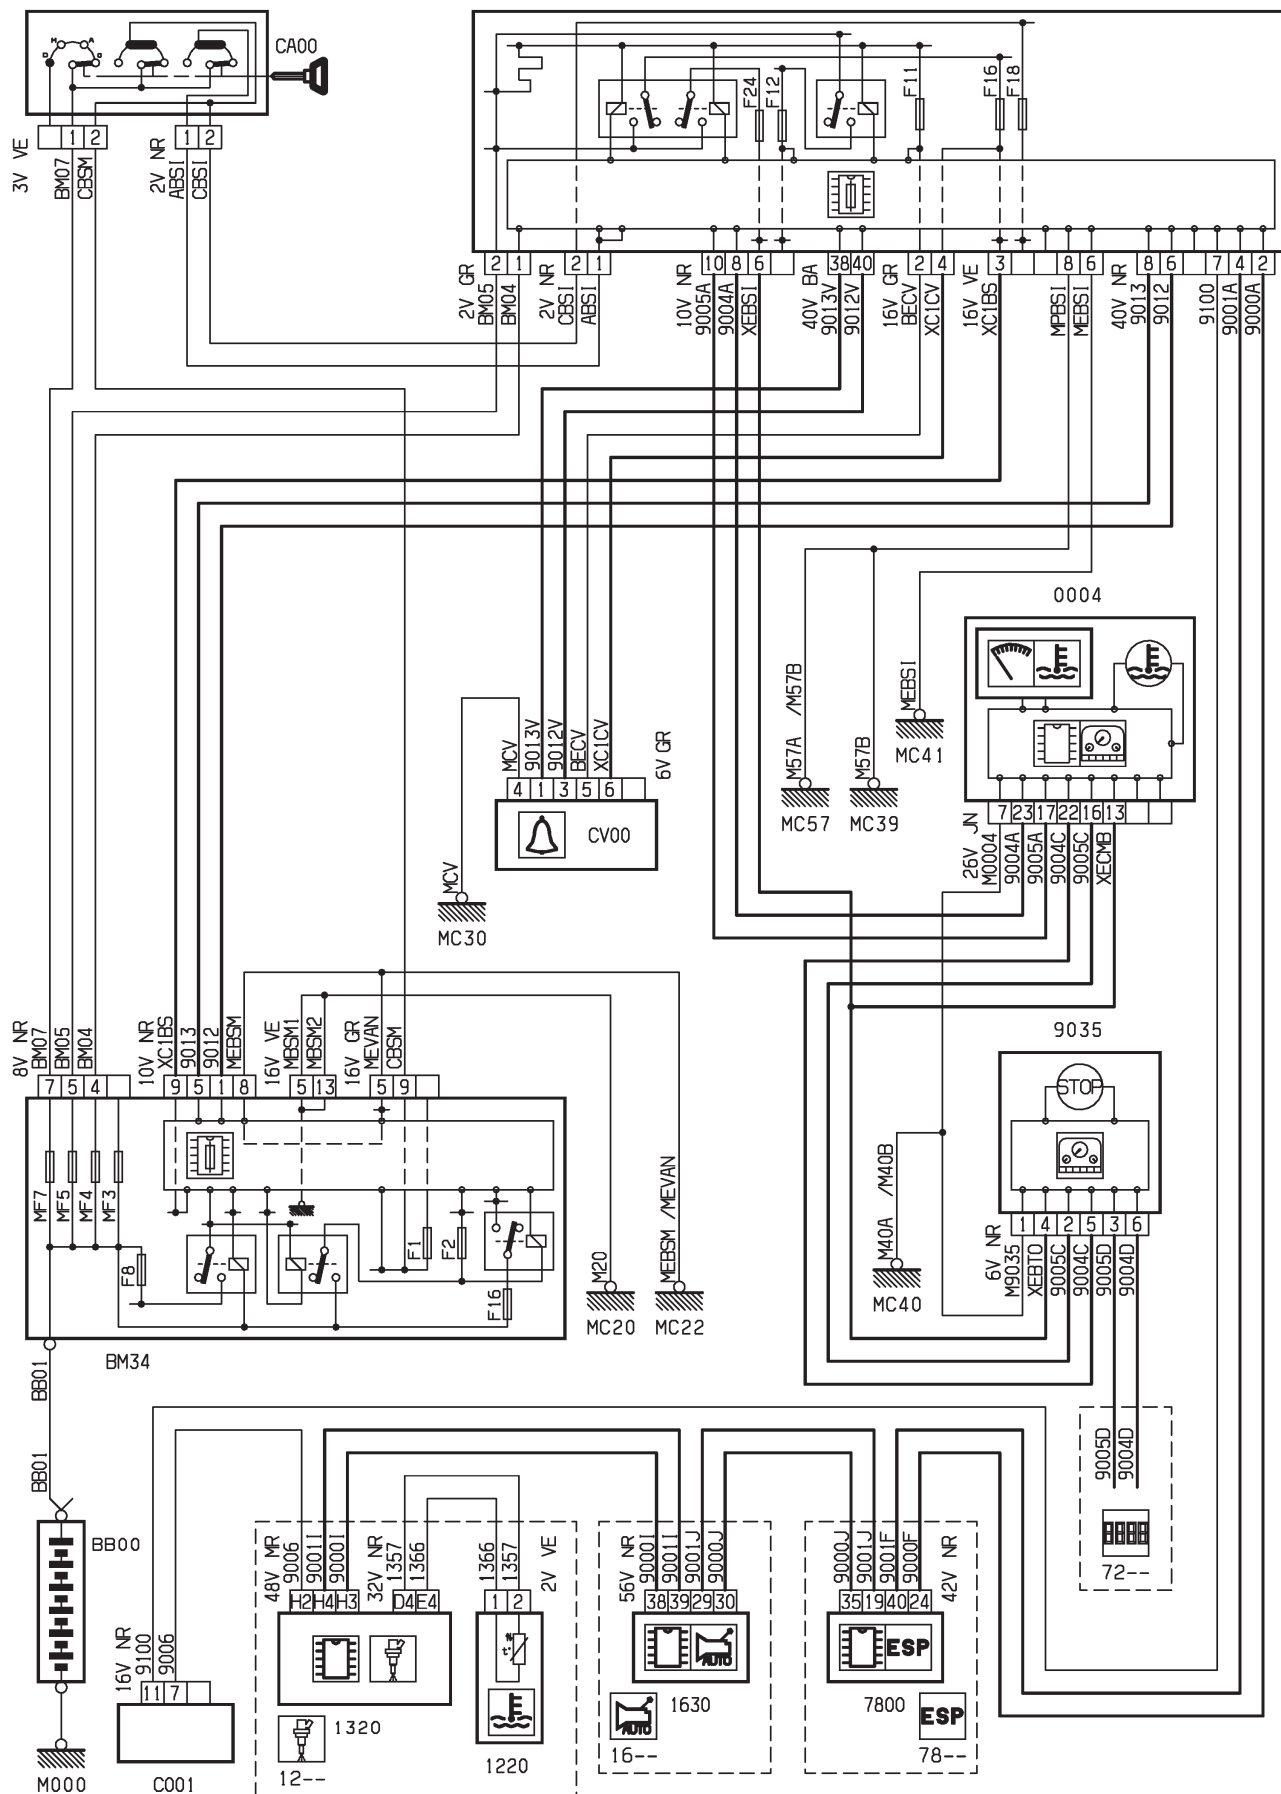 CA00
H A
D
1 2
1 2
3V VE
BM07
CBSM
2V NR
ABSI
CBSI
F24
F12
F11
F16
F18
2 1
2 1
10 8 6
38 40
2 4
3
8 6
8 6
7 4 2
2V GR
BM05
BM04
2V NR
CBSI
ABSI
10V NR
9005A
9004A
XEBSI
40V BA
9013V
9012V
16V GR
BECV
XC1CV
16V VE
XC1BS
MPBSI
MEBSI
40V NR
9013
9012
9100
9001A
9000A
0004
M57A /M57B
M57B
MEBSI
MC41
MC57
MC39
7 23 17 22 16 13
26V JN
M0004
9004A
9005A
9004C
9005C
XECMB
MCV
9013V
9012V
BECV
XC1CV
6V GR
4 1 3 5 6
CV00
MCV
MC30
8V NR
BM07
BM05
BM04
10V NR
XC1BS
9013
9012
MEBSM
16V VE
MBSM1
MBSM2
16V GR
MEVAN
CBSM
7 5 4
9 5 1 8
5 13
5 9
MF7
MF5
MF4
MF3
F8
F1
F2
F16
BM34
M20
MEBSM /MEVAN
MC20
MC22
9035
STOP
1 4 2 5 3 6
6V NR
M9035
XEBTO
9005C
9004C
9005D
9004D
M40A /M40B
MC40
BB01
BB01
BB00
M000
16V NR
9100
9006
11 7
C001
48V MR
9006
9001I
9000I
32V NR
1357
1366
1366
1357
2V VE
H2 H4 H3
D4 E4
1 2
t°
1320
12--
1220
56V NR
9000I
9001I
9001J
9000J
38 39 29 30
AUTO
1630
AUTO
16--
9000J
9001J
9001F
9000F
42V NR
35 19 40 24
ESP
7800
ESP
78--
9005D
9004D
72--